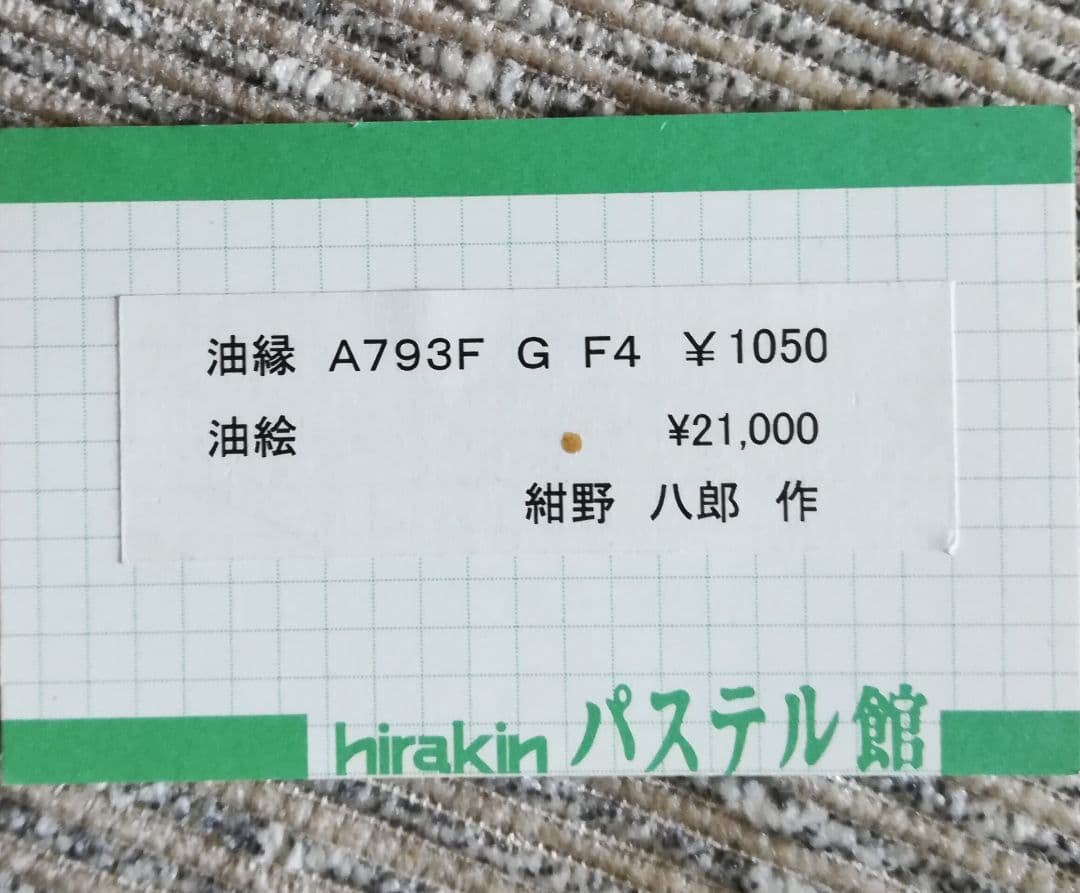 油縁 A793F G F4 ¥1050
油絵 ¥21,000
紺野 八郎 作
hirakin パステル館